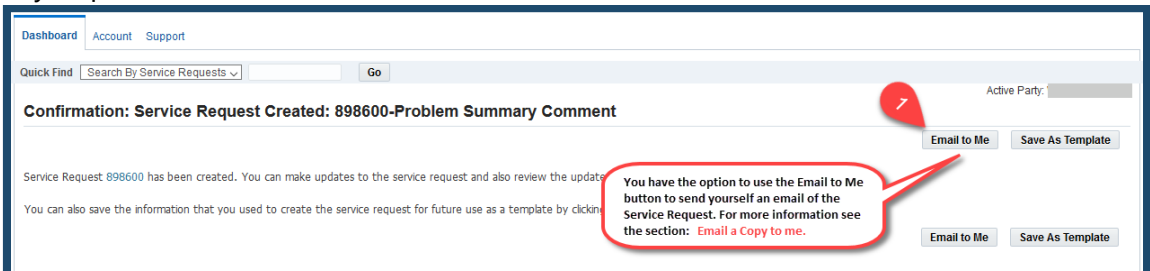 Dashboard Account Support
Quick Find Search By Service Requests Go
Active Party:
Confirmation: Service Request Created: 898600-Problem Summary Comment
1
Email to Me Save As Template
Service Request 898600 has been created. You can make updates to the service request and also review the update
You can also save the information that you used to create the service request for future use as a template by clicking
You have the option to use the Email to Me
button to send yourself an email of the
Service Request. For more information see
the section: Email a Copy to me.
Email to Me Save As Template